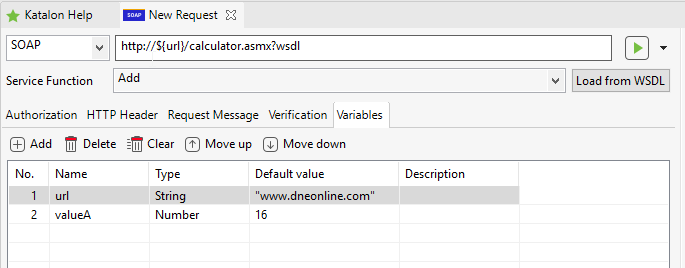 Katalon Help
SOAP New Request
SOAP http://${url}/calculator.asmx?wsdl
Service Function Add Load from WSDL
Authorization HTTP Header Request Message Verification Variables
Add Delete Clear Move up Move down
No. Name Type Default value Description
1 url String "www.dneonline.com"
2 valueA Number 16